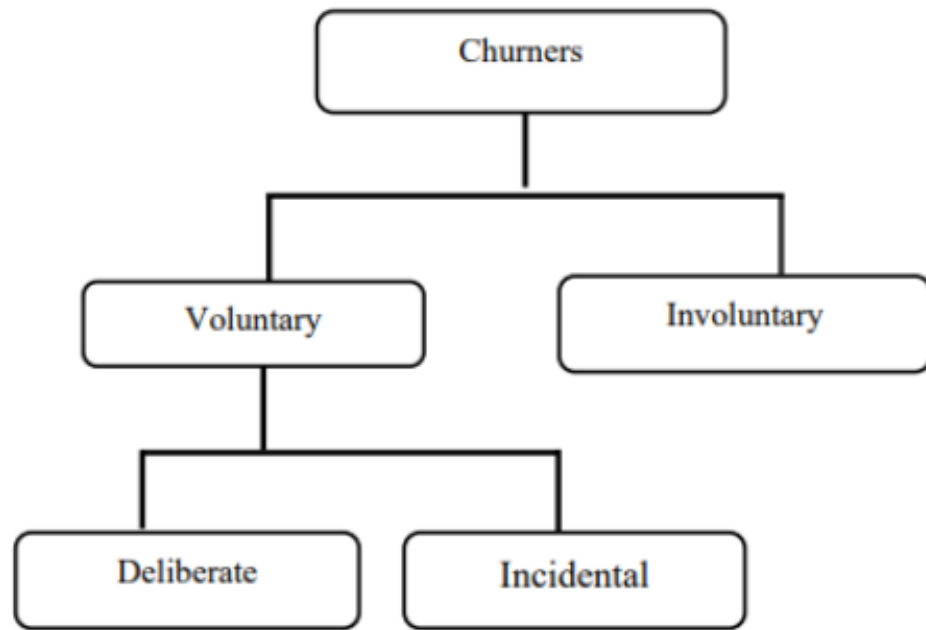 Churners
Voluntary
Involuntary
Deliberate
Incidental